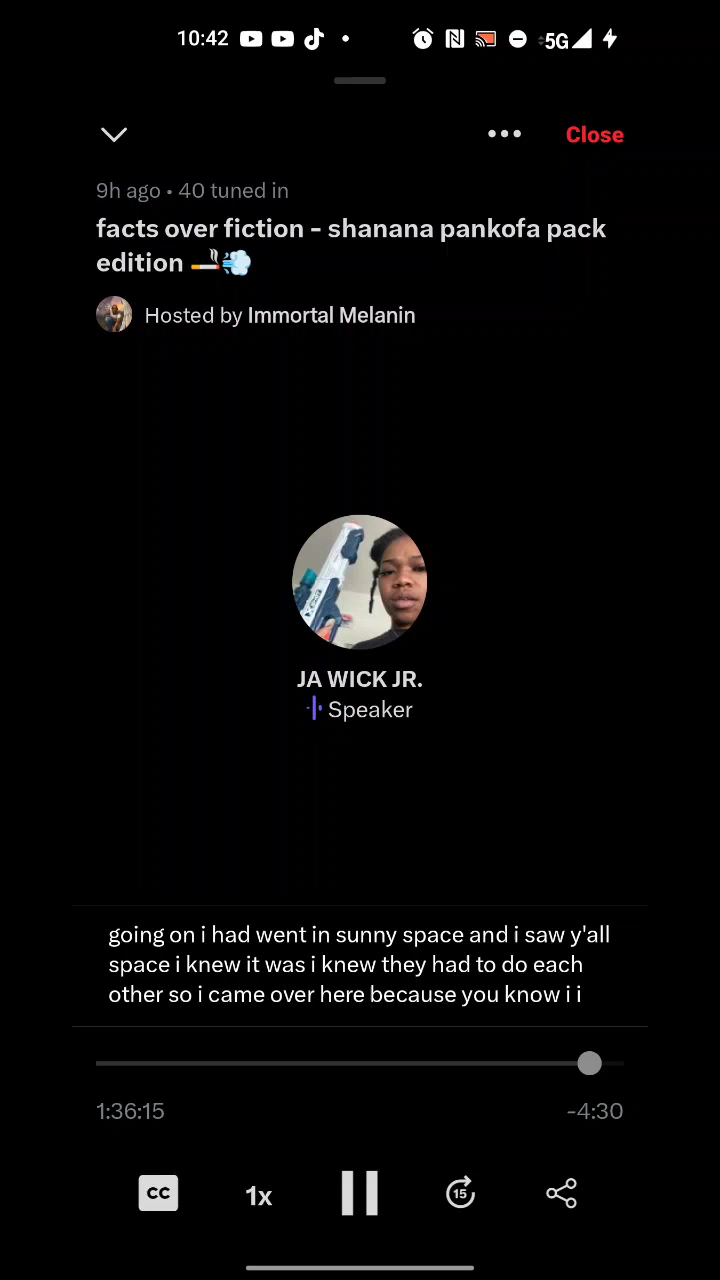 10:42 5G
Close
9h ago • 40 tuned in
facts over fiction - shanana pankofa pack
edition 🚬💨
Hosted by Immortal Melanin
JA WICK JR.
Speaker
going on i had went in sunny space and i saw y'all
space i knew it was i knew they had to do each
other so i came over here because you know i i
1:36:15 -4:30
CC 1x 15